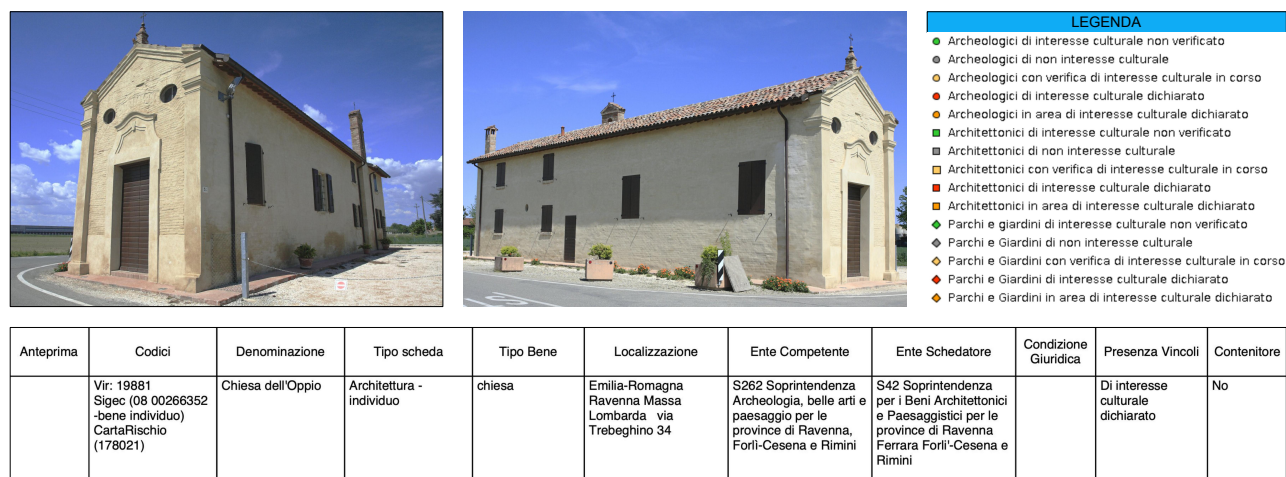 LEGENDA
Archeologici di interesse culturale non verificato
Archeologici di non interesse culturale
Archeologici con verifica di interesse culturale in corso
Archeologici di interesse culturale dichiarato
Archeologici in area di interesse culturale dichiarato
Architettonici di interesse culturale non verificato
Architettonici di non interesse culturale
Architettonici con verifica di interesse culturale in corso
Architettonici di interesse culturale dichiarato
Architettonici in area di interesse culturale dichiarato
Parchi e giardini di interesse culturale non verificato
Parchi e Giardini di non interesse culturale
Parchi e Giardini con verifica di interesse culturale in corso
Parchi e Giardini di interesse culturale dichiarato
Parchi e Giardini in area di interesse culturale dichiarato
Anteprima
Codici
Denominazione
Tipo scheda
Tipo Bene
Localizzazione
Ente Competente
Ente Schedatore
Condizione
Giuridica
Presenza Vincoli
Contenitore
Vir: 19881
Sigec (08 00266352
-bene individuo)
CartaRischio
(178021)
Chiesa dell'Oppio
Architettura -
individuo
chiesa
Emilia-Romagna
Ravenna Massa
Lombarda via
Trebeghino 34
S262 Soprintendenza
Archeologia, belle arti e
paesaggio per le
province di Ravenna,
Forlì-Cesena e Rimini
S42 Soprintendenza
per i Beni Architettonici
e Paesaggistici per le
province di Ravenna
Ferrara Forli'-Cesena e
Rimini
Di interesse
culturale
dichiarato
No